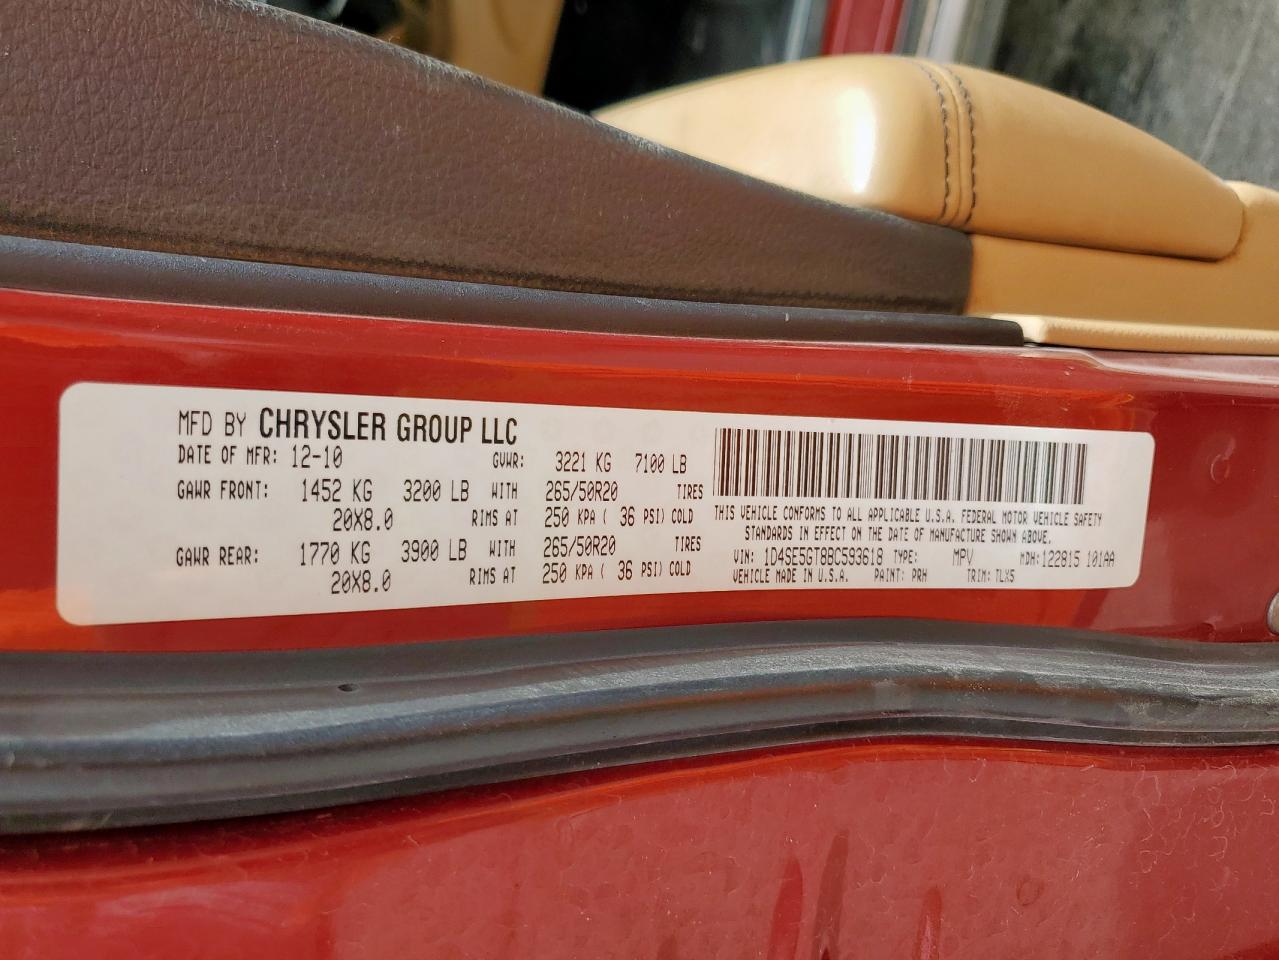 MFD BY CHRYSLER GROUP LLC
DATE OF MFR: 12-10 GVWR: 3221 KG 7100 LB
GAWR FRONT: 1452 KG 3200 LB WITH 265/50R20 TIRES
20X8.0 RIMS AT 250 KPA ( 36 PSI) COLD
GAWR REAR: 1770 KG 3900 LB WITH 265/50R20 TIRES
20X8.0 RIMS AT 250 KPA ( 36 PSI) COLD
THIS VEHICLE CONFORMS TO ALL APPLICABLE U.S.A. FEDERAL MOTOR VEHICLE SAFETY
STANDARDS IN EFFECT ON THE DATE OF MANUFACTURE SHOWN ABOVE.
VIN: 1D4SE5GT8BC593618 TYPE: MPV MDH:122815 101AA
VEHICLE MADE IN U.S.A. PAINT: PRH TRIM: TLX5